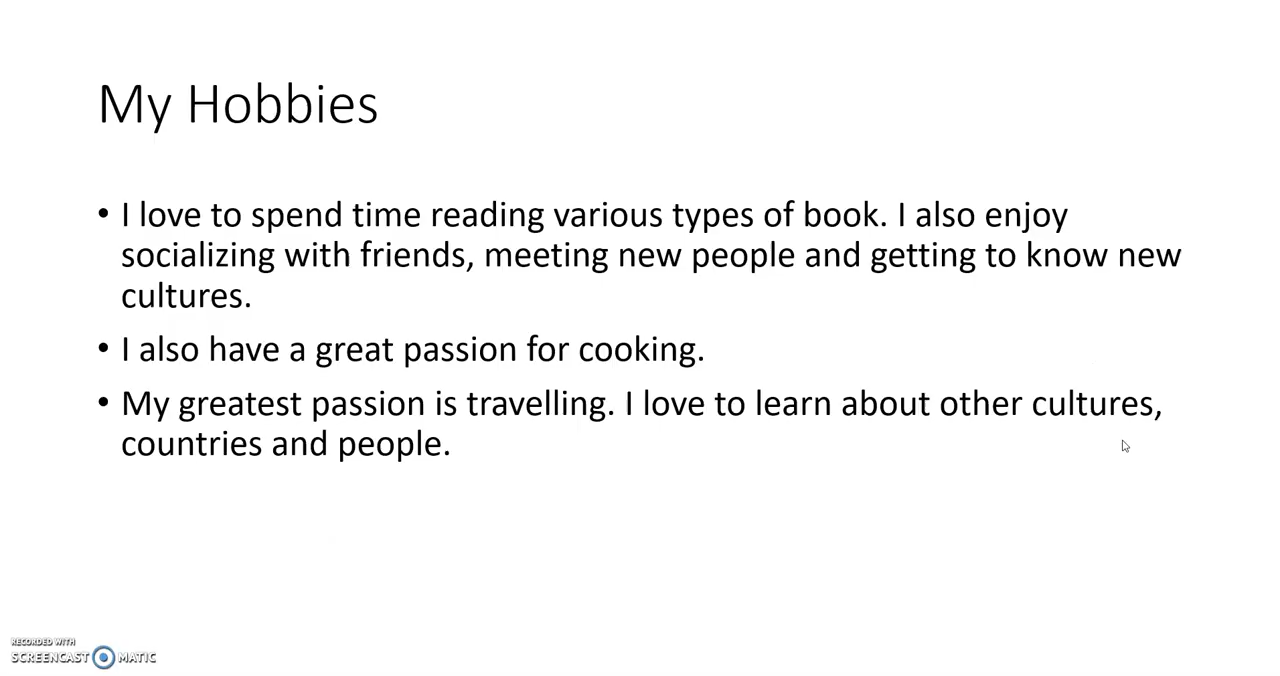 My Hobbies
• I love to spend time reading various types of book. I also enjoy
socializing with friends, meeting new people and getting to know new
cultures.
• I also have a great passion for cooking.
• My greatest passion is travelling. I love to learn about other cultures,
countries and people.
RECORDED WITH
SCREENCAST MATIC